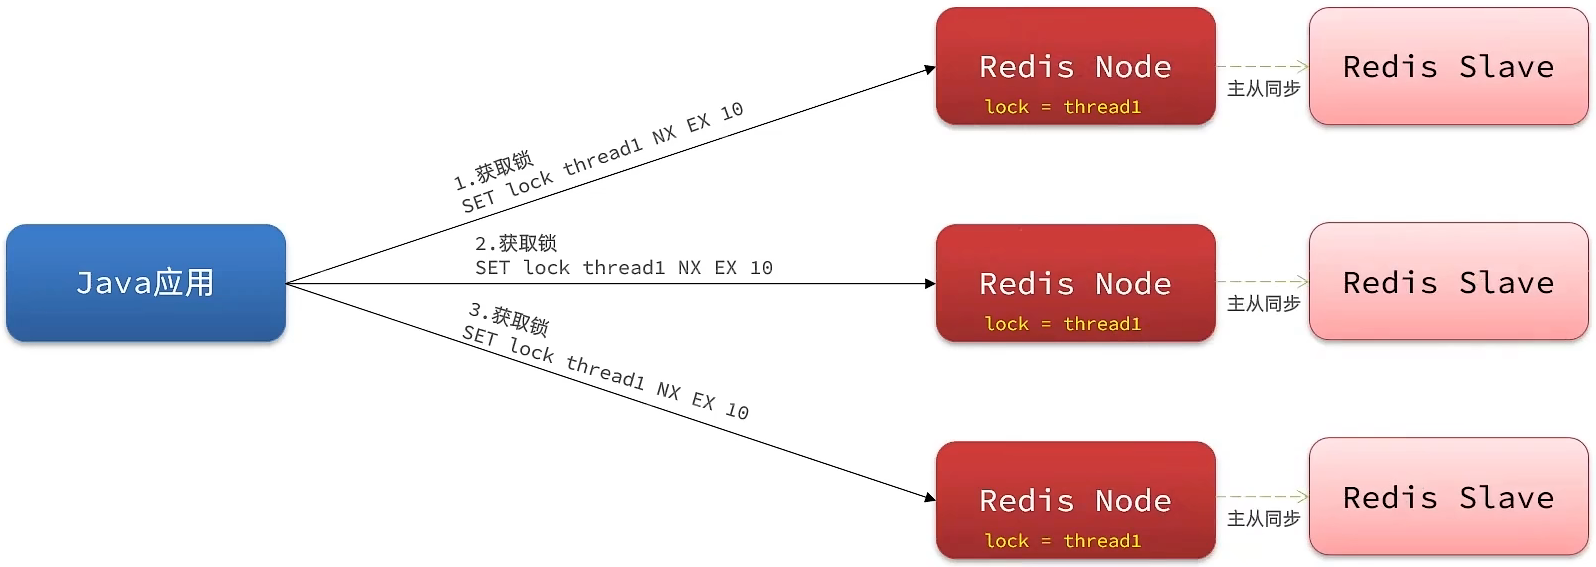 Java应用
1.获取锁
SET lock thread1 NX EX 10
2.获取锁
SET lock thread1 NX EX 10
3.获取锁
SET lock thread1 NX EX 10
Redis Node
lock = thread1
主从同步
Redis Slave
Redis Node
lock = thread1
主从同步
Redis Slave
Redis Node
lock = thread1
主从同步
Redis Slave